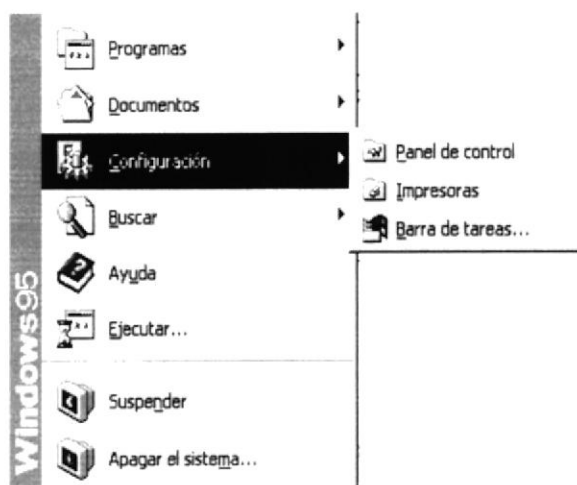 Programas
Documentos
Configuración
Panel de control
Impresoras
Barra de tareas...
Buscar
Ayuda
Ejecutar...
Suspender
Apagar el sistema...
Windows95